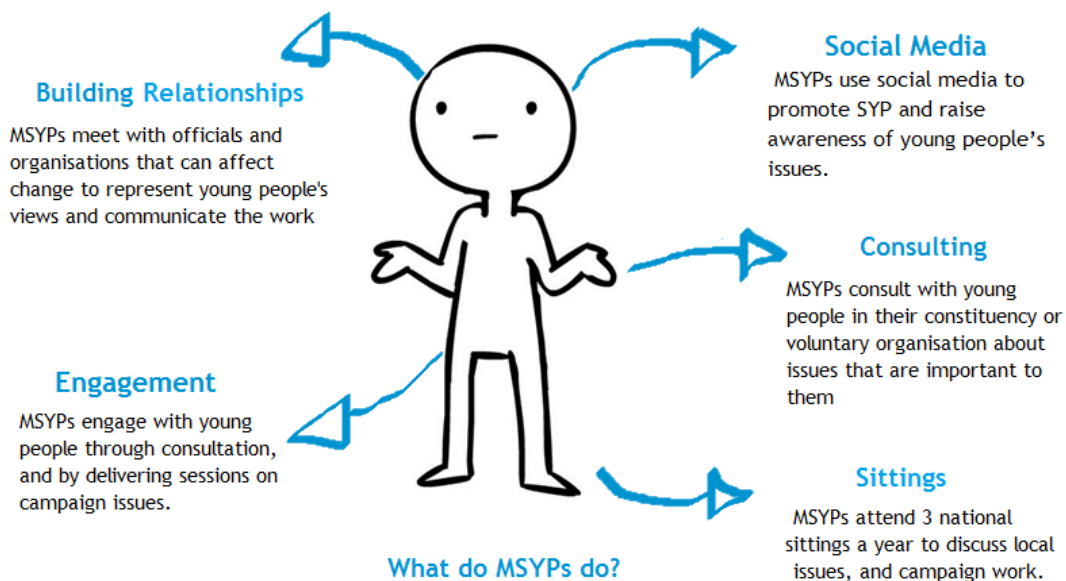 Building Relationships
MSYPs meet with officials and
organisations that can affect
change to represent young people's
views and communicate the work
Social Media
MSYPs use social media to
promote SYP and raise
awareness of young people’s
issues.
Consulting
MSYPs consult with young
people in their constituency or
voluntary organisation about
issues that are important to
them
Engagement
MSYPs engage with young
people through consultation,
and by delivering sessions on
campaign issues.
Sittings
MSYPs attend 3 national
sittings a year to discuss local
issues, and campaign work.
What do MSYPs do?